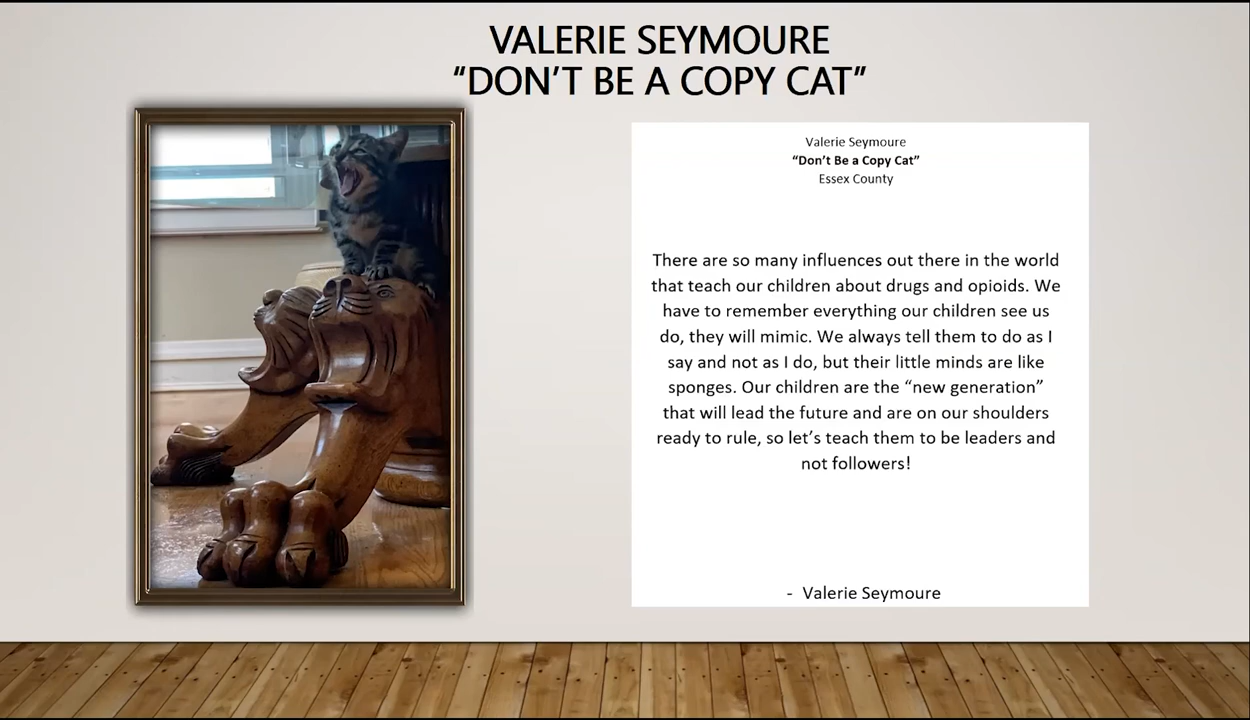 VALERIE SEYMOURE
“DON’T BE A COPY CAT”
Valerie Seymoure
“Don’t Be a Copy Cat”
Essex County
There are so many influences out there in the world
that teach our children about drugs and opioids. We
have to remember everything our children see us
do, they will mimic. We always tell them to do as I
say and not as I do, but their little minds are like
sponges. Our children are the “new generation”
that will lead the future and are on our shoulders
ready to rule, so let’s teach them to be leaders and
not followers!
- Valerie Seymoure